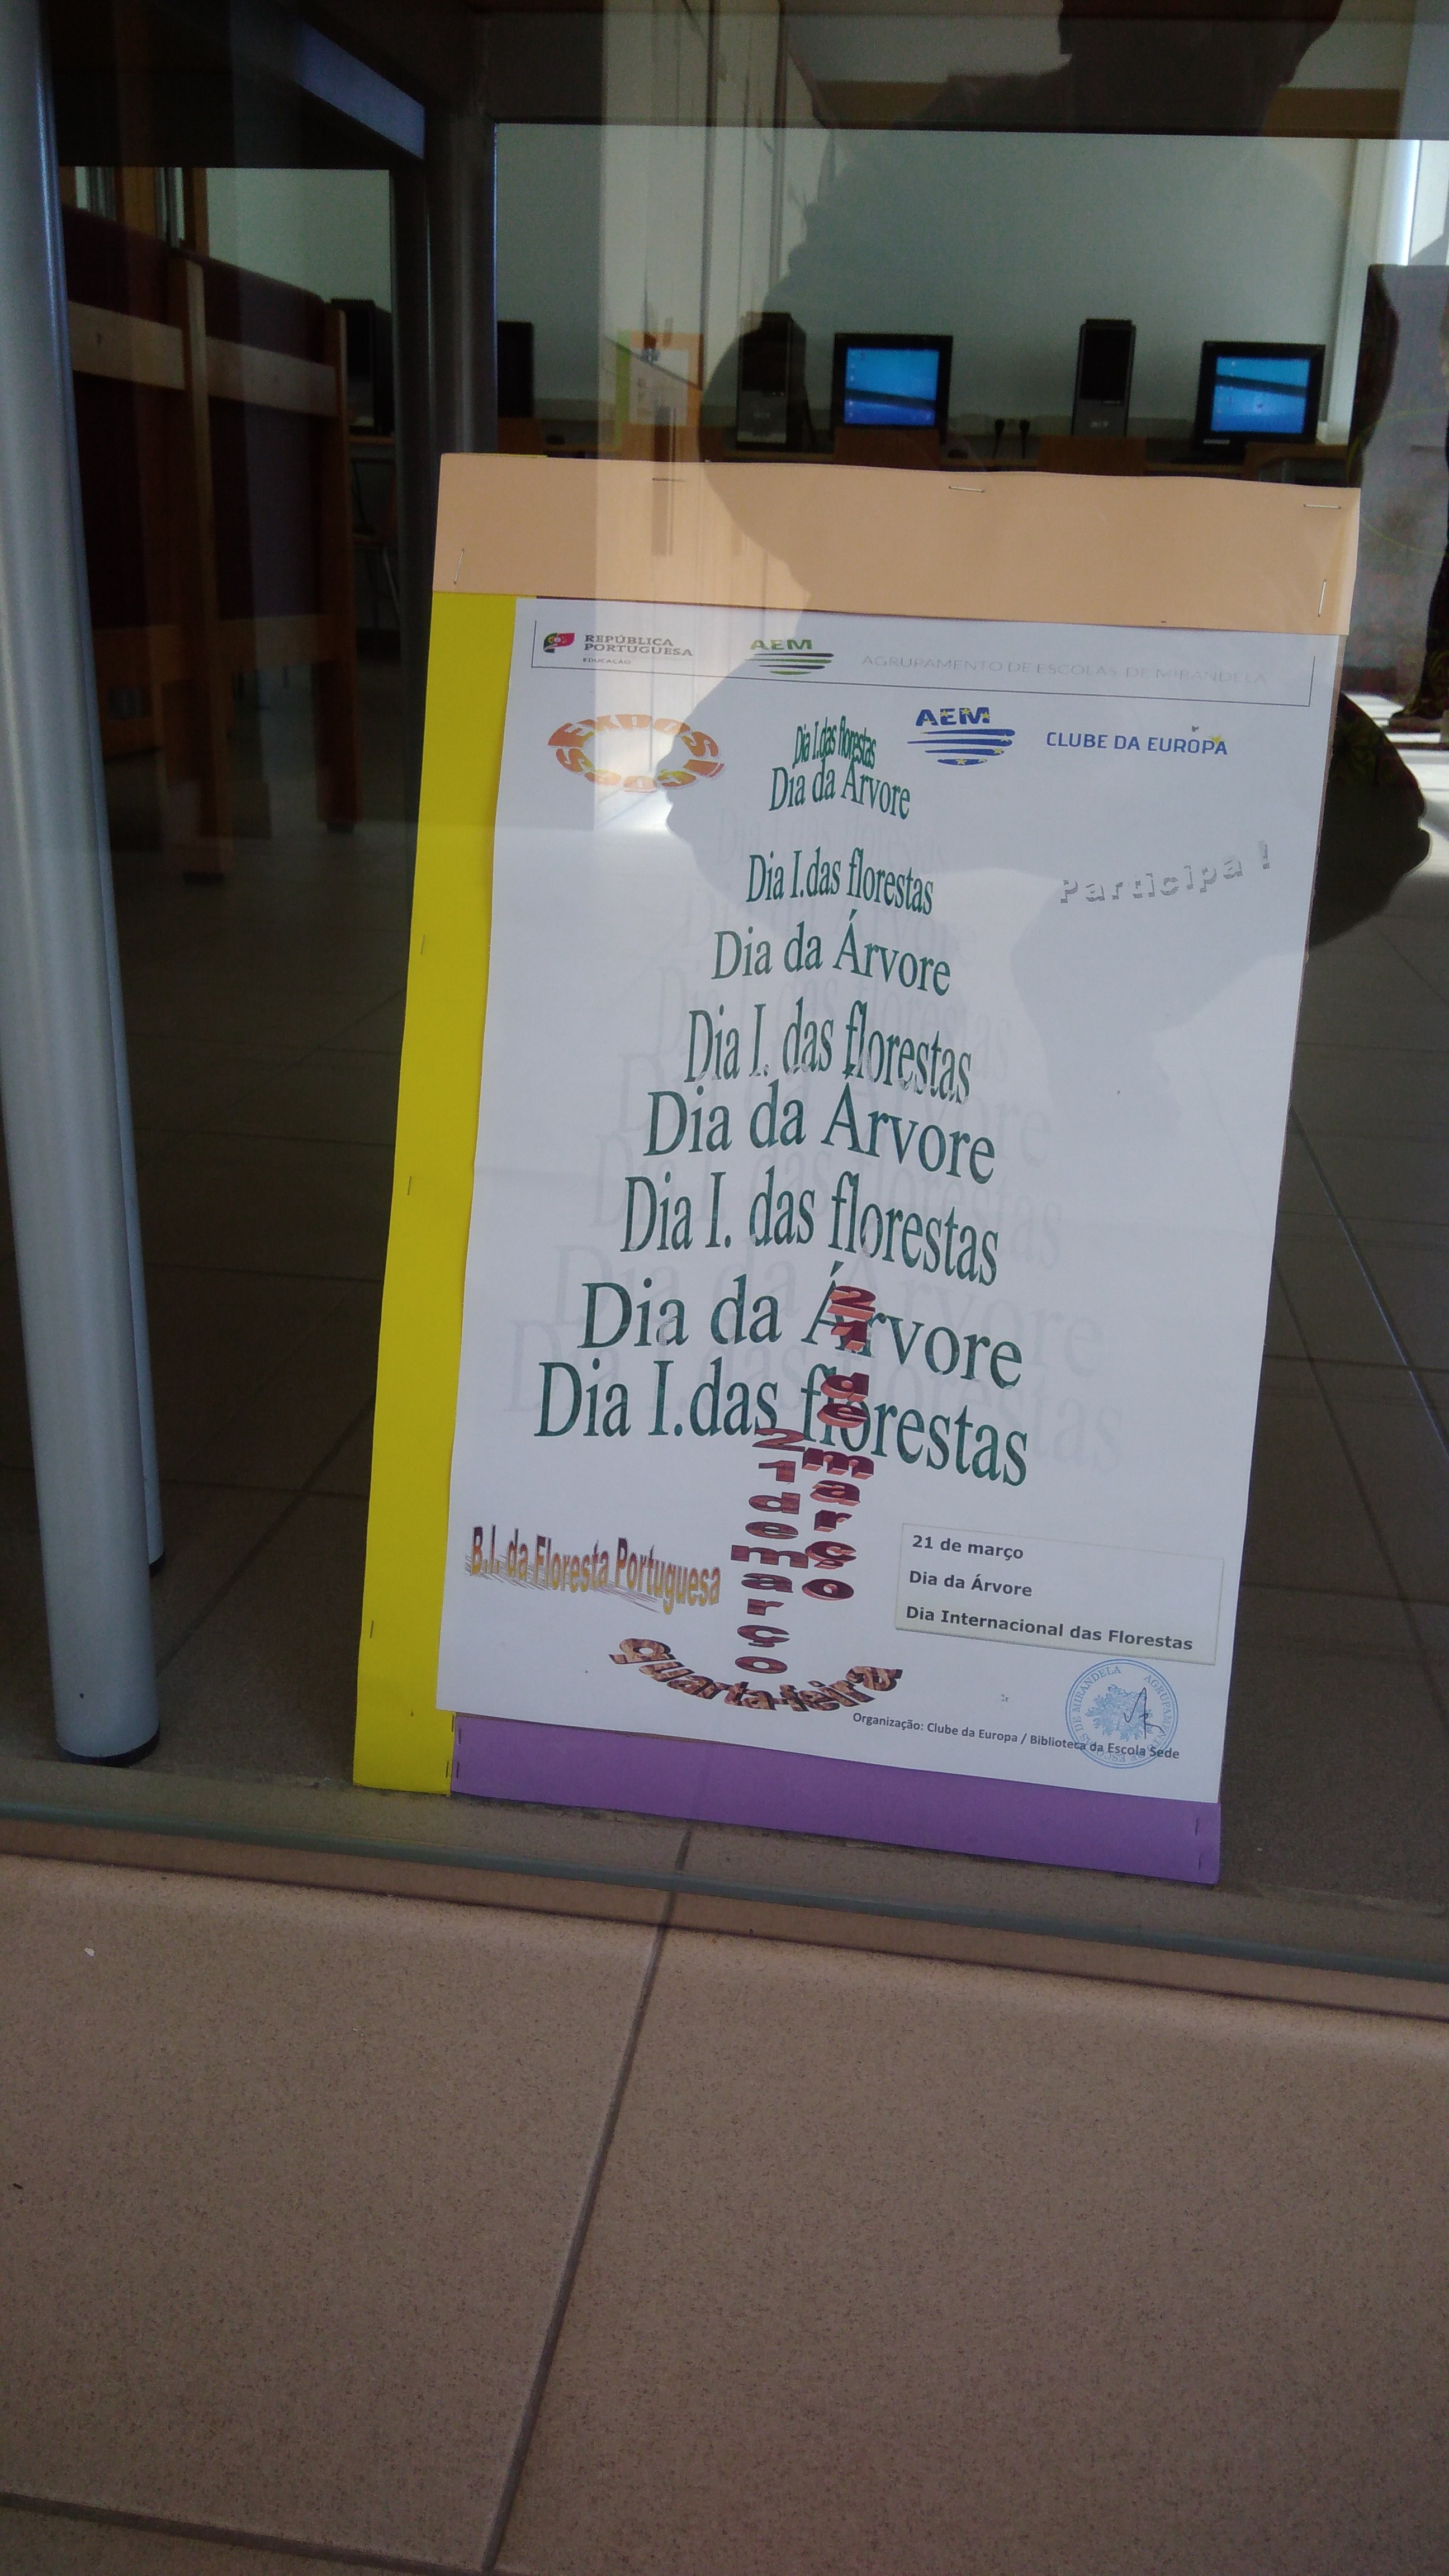 REPÚBLICA
PORTUGUESA
EDUCAÇÃO
AEM
AGRUPAMENTO DE ESCOLAS DE MIRANDELA
EXPOSI
ÇÕES
AEM
CLUBE DA EUROPA
Dia I.das florestas
Dia da Árvore
Participa !
Dia I.das florestas
Dia da Árvore
Dia I. das florestas
Dia da Árvore
Dia I. das florestas
Dia da Árvore
Dia I.das florestas
21 de março
21 de março
B.I. da Floresta Portuguesa
quarta-feira
21 de março
Dia da Árvore
Dia Internacional das Florestas
Organização: Clube da Europa / Biblioteca da Escola Sede